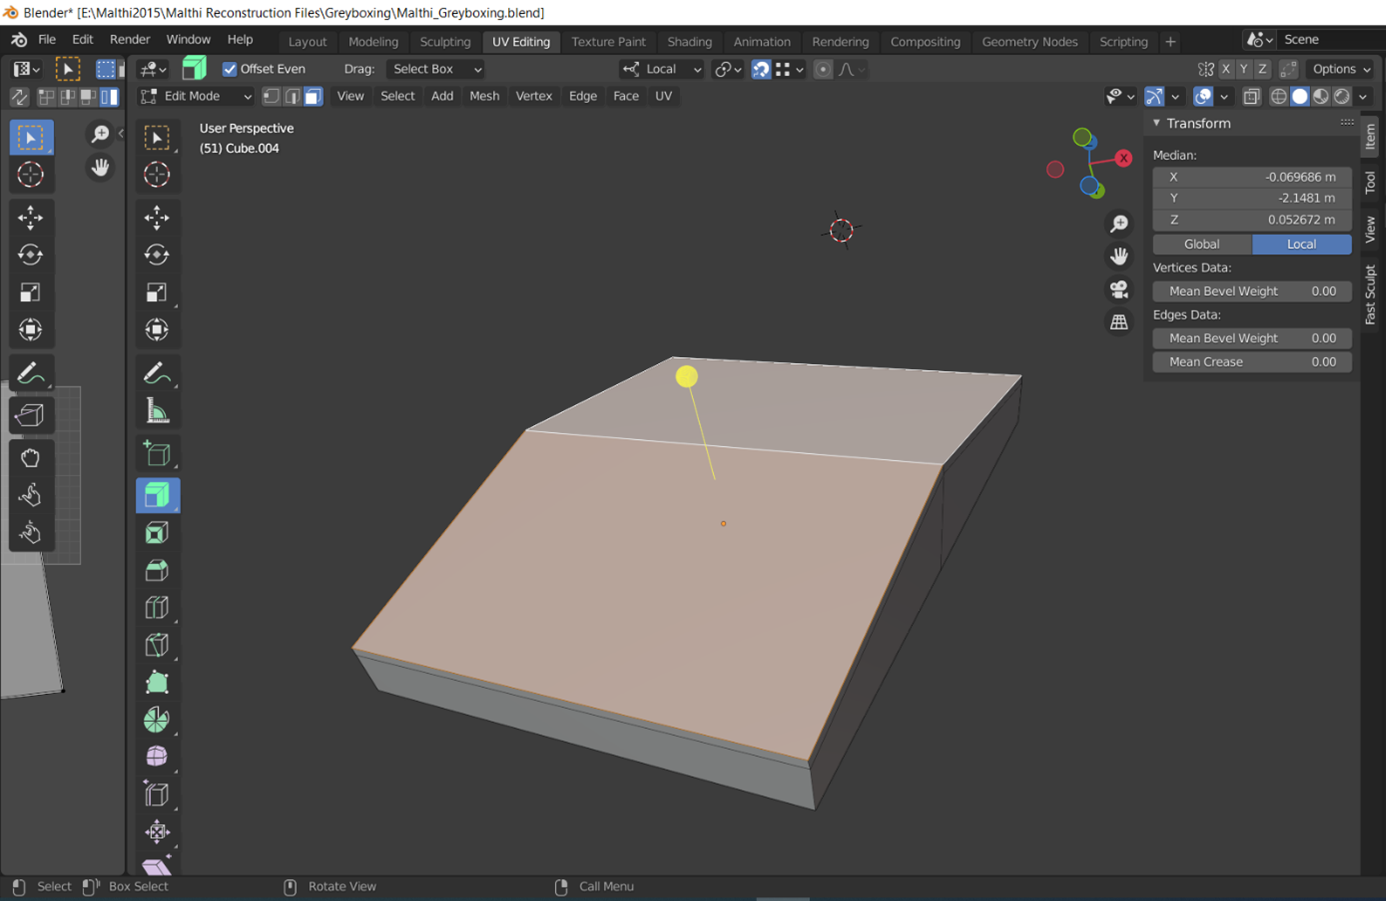 Blender* [E:\Malthi2015\Malthi Reconstruction Files\Greyboxing\Malthi_Greyboxing.blend]
File Edit Render Window Help Layout Modeling Sculpting UV Editing Texture Paint Shading Animation Rendering Compositing Geometry Nodes Scripting + Scene
Offset Even Drag: Select Box Local X Y Z Options
Edit Mode View Select Add Mesh Vertex Edge Face UV
User Perspective
(51) Cube.004
X
Transform
Median:
X -0.069686 m
Y -2.1481 m
Z 0.052672 m
Global Local
Vertices Data:
Mean Bevel Weight 0.00
Edges Data:
Mean Bevel Weight 0.00
Mean Crease 0.00
Item
Tool
View
Fast Sculpt
Select Box Select Rotate View Call Menu